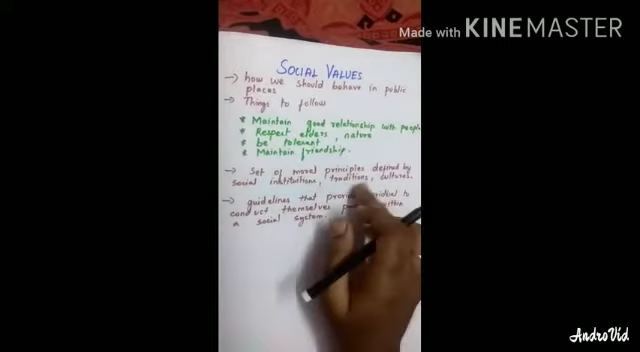 Made with KINEMASTER
SOCIAL VALUES
→ how we should behave in public
places
→ Things to follow
* Maintain good relationship with people
* Respect elders, nature
* be tolerent
* Maintain friendship.
→ Set of moral principles defined by
social institutions, traditions, cultures.
→ guidelines that
conduct themselves within
a social system.
AndroVid